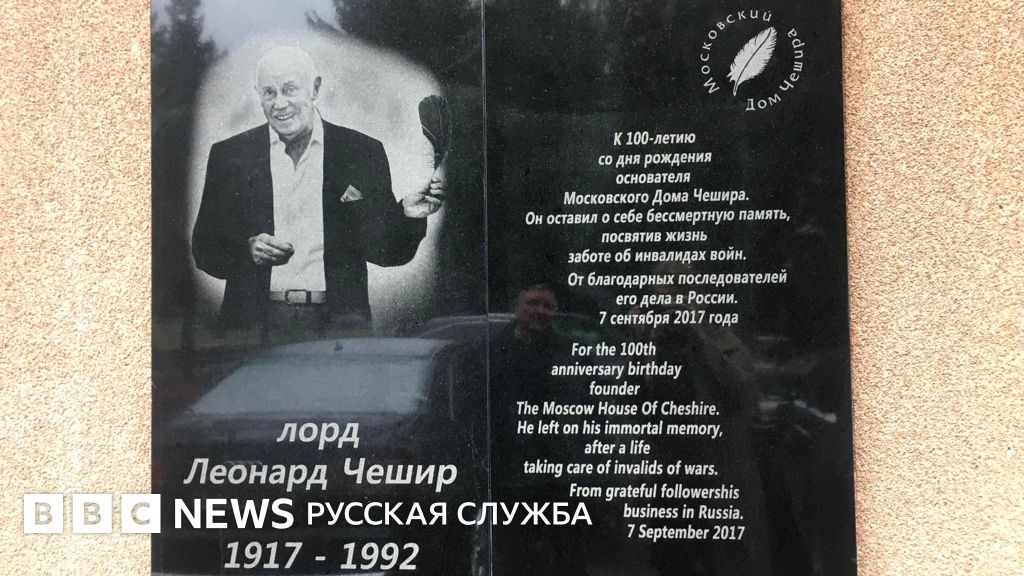 Московский
Дом Чешира
К 100-летию
со дня рождения
основателя
Московского Дома Чешира.
Он оставил о себе бессмертную память,
посвятив жизнь
заботе об инвалидах войн.
От благодарных последователей
его дела в России.
7 сентября 2017 года
For the 100th
anniversary birthday
founder
The Moscow House Of Cheshire.
He left on his immortal memory,
after a life
taking care of invalids of wars.
From grateful followershis
business in Russia.
7 September 2017
лорд
Леонард Чешир
1917 - 1992
BBC NEWS РУССКАЯ СЛУЖБА